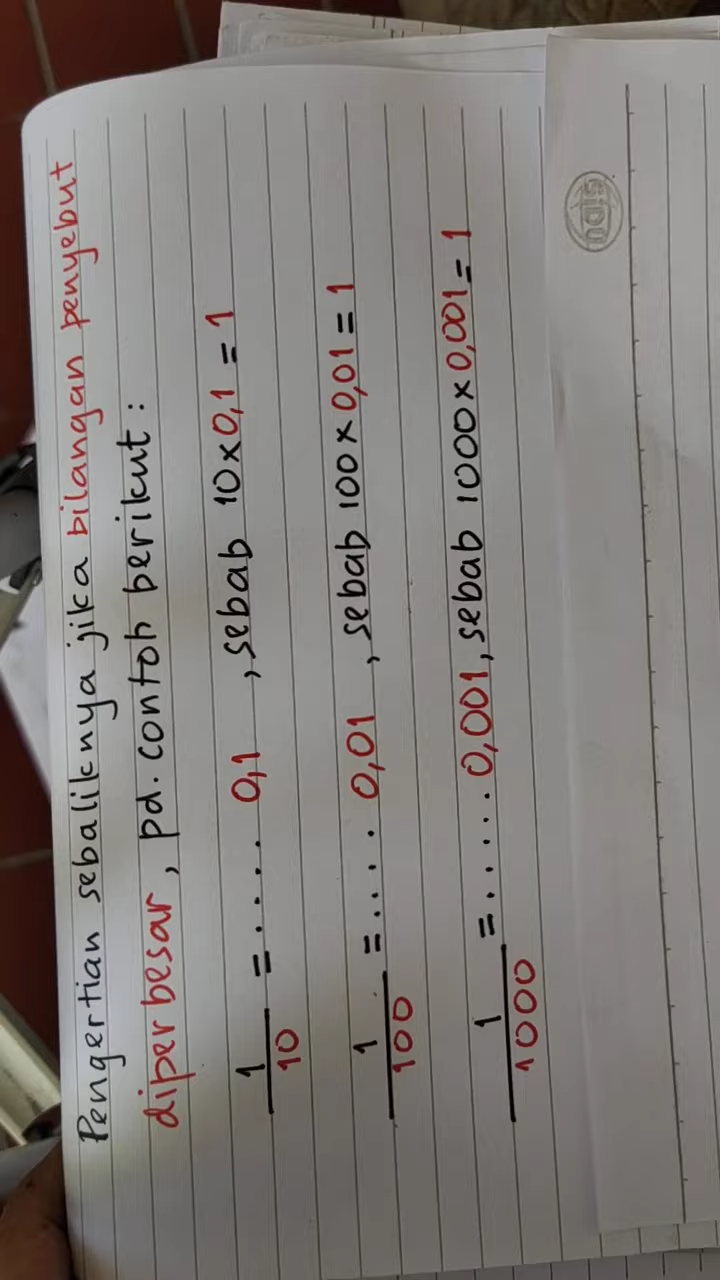 Pengertian sebaliknya jika bilangan penyebut
diperbesar, pd. contoh berikut :
1/10 = ..... 0,1 , sebab 10 x 0,1 = 1
1/100 = .... 0,01 , sebab 100 x 0,01 = 1
1/1000 = ..... 0,001, sebab 1000 x 0,001 = 1
SiDU